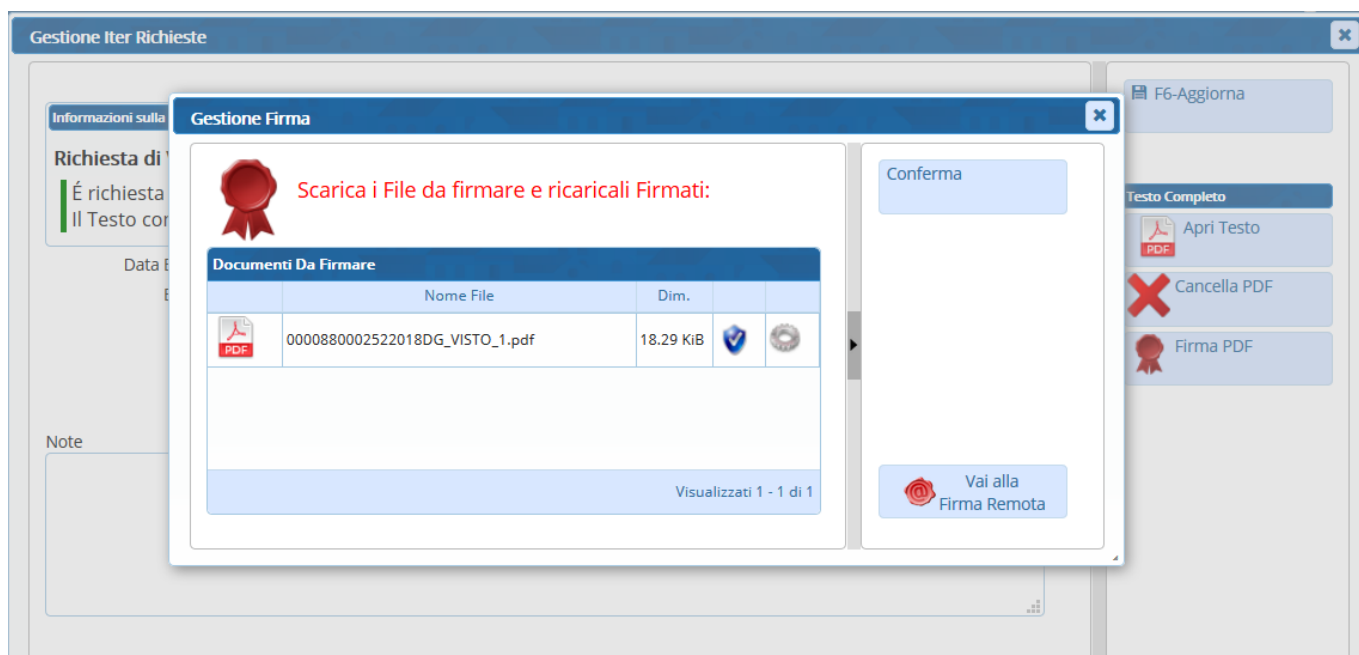 Gestione Iter Richieste
F6-Aggiorna
Informazioni sulla
Richiesta di
É richiesta
Il Testo
Data
Note
Gestione Firma
Scarica i File da firmare e ricaricali Firmati:
Documenti Da Firmare
Nome File Dim.
PDF 0000880002522018DG_VISTO_1.pdf 18.29 KiB
Visualizzati 1 - 1 di 1
Conferma
Vai alla
Firma Remota
Testo Completo
PDF Apri Testo
Cancella PDF
Firma PDF